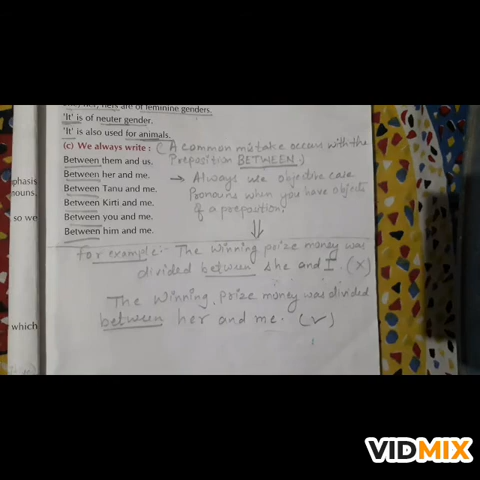 are of feminine genders.
'It' is of neuter gender.
'It' is also used for animals.
(c) We always write : (A common mistake occurs with the
Between them and us. Preposition BETWEEN.)
Between her and me. → Always use objective case
Between Tanu and me. Pronouns when you have objects
Between Kirti and me. of a preposition.
Between you and me.
Between him and me.
For example:- The winning prize money was
divided between she and I. (X)
The winning prize money was divided
between her and me. (✓)
phasis
nouns,
so we
which
VIDMIX